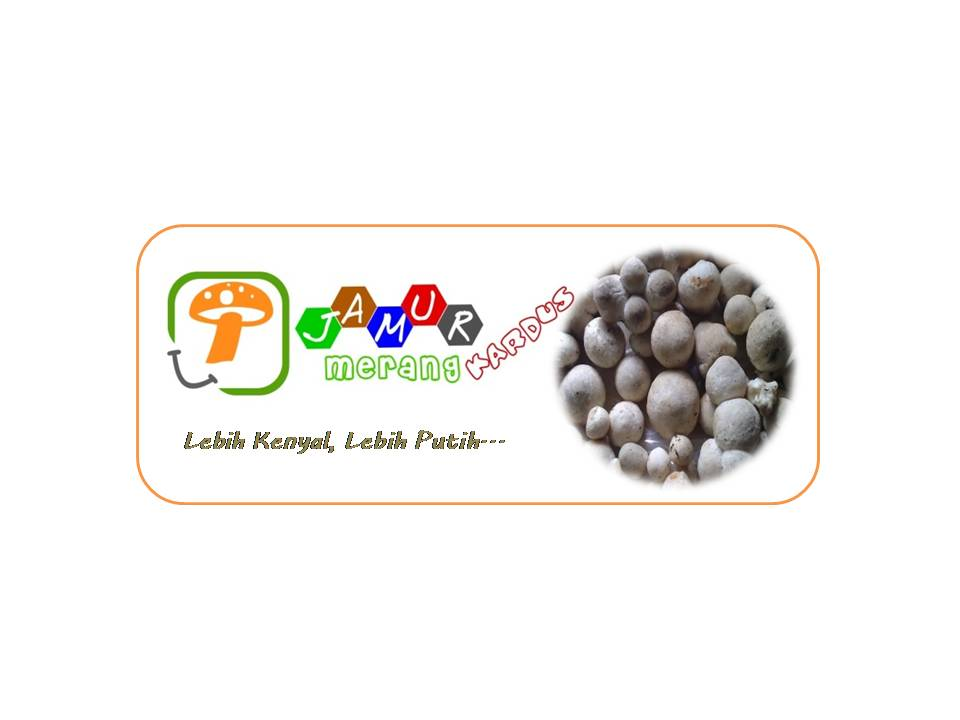 JAMUR
merang KARDUS
Lebih Kenyal, Lebih Putih---